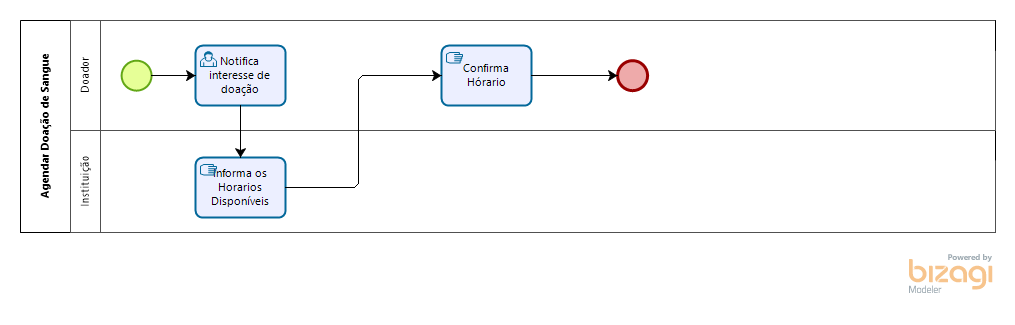 Agendar Doação de Sangue
Doador
Notifica
interesse de
doação
Confirma
Hórario
Instituição
Informa os
Horarios
Disponíveis
Powered by
bizagi
Modeler